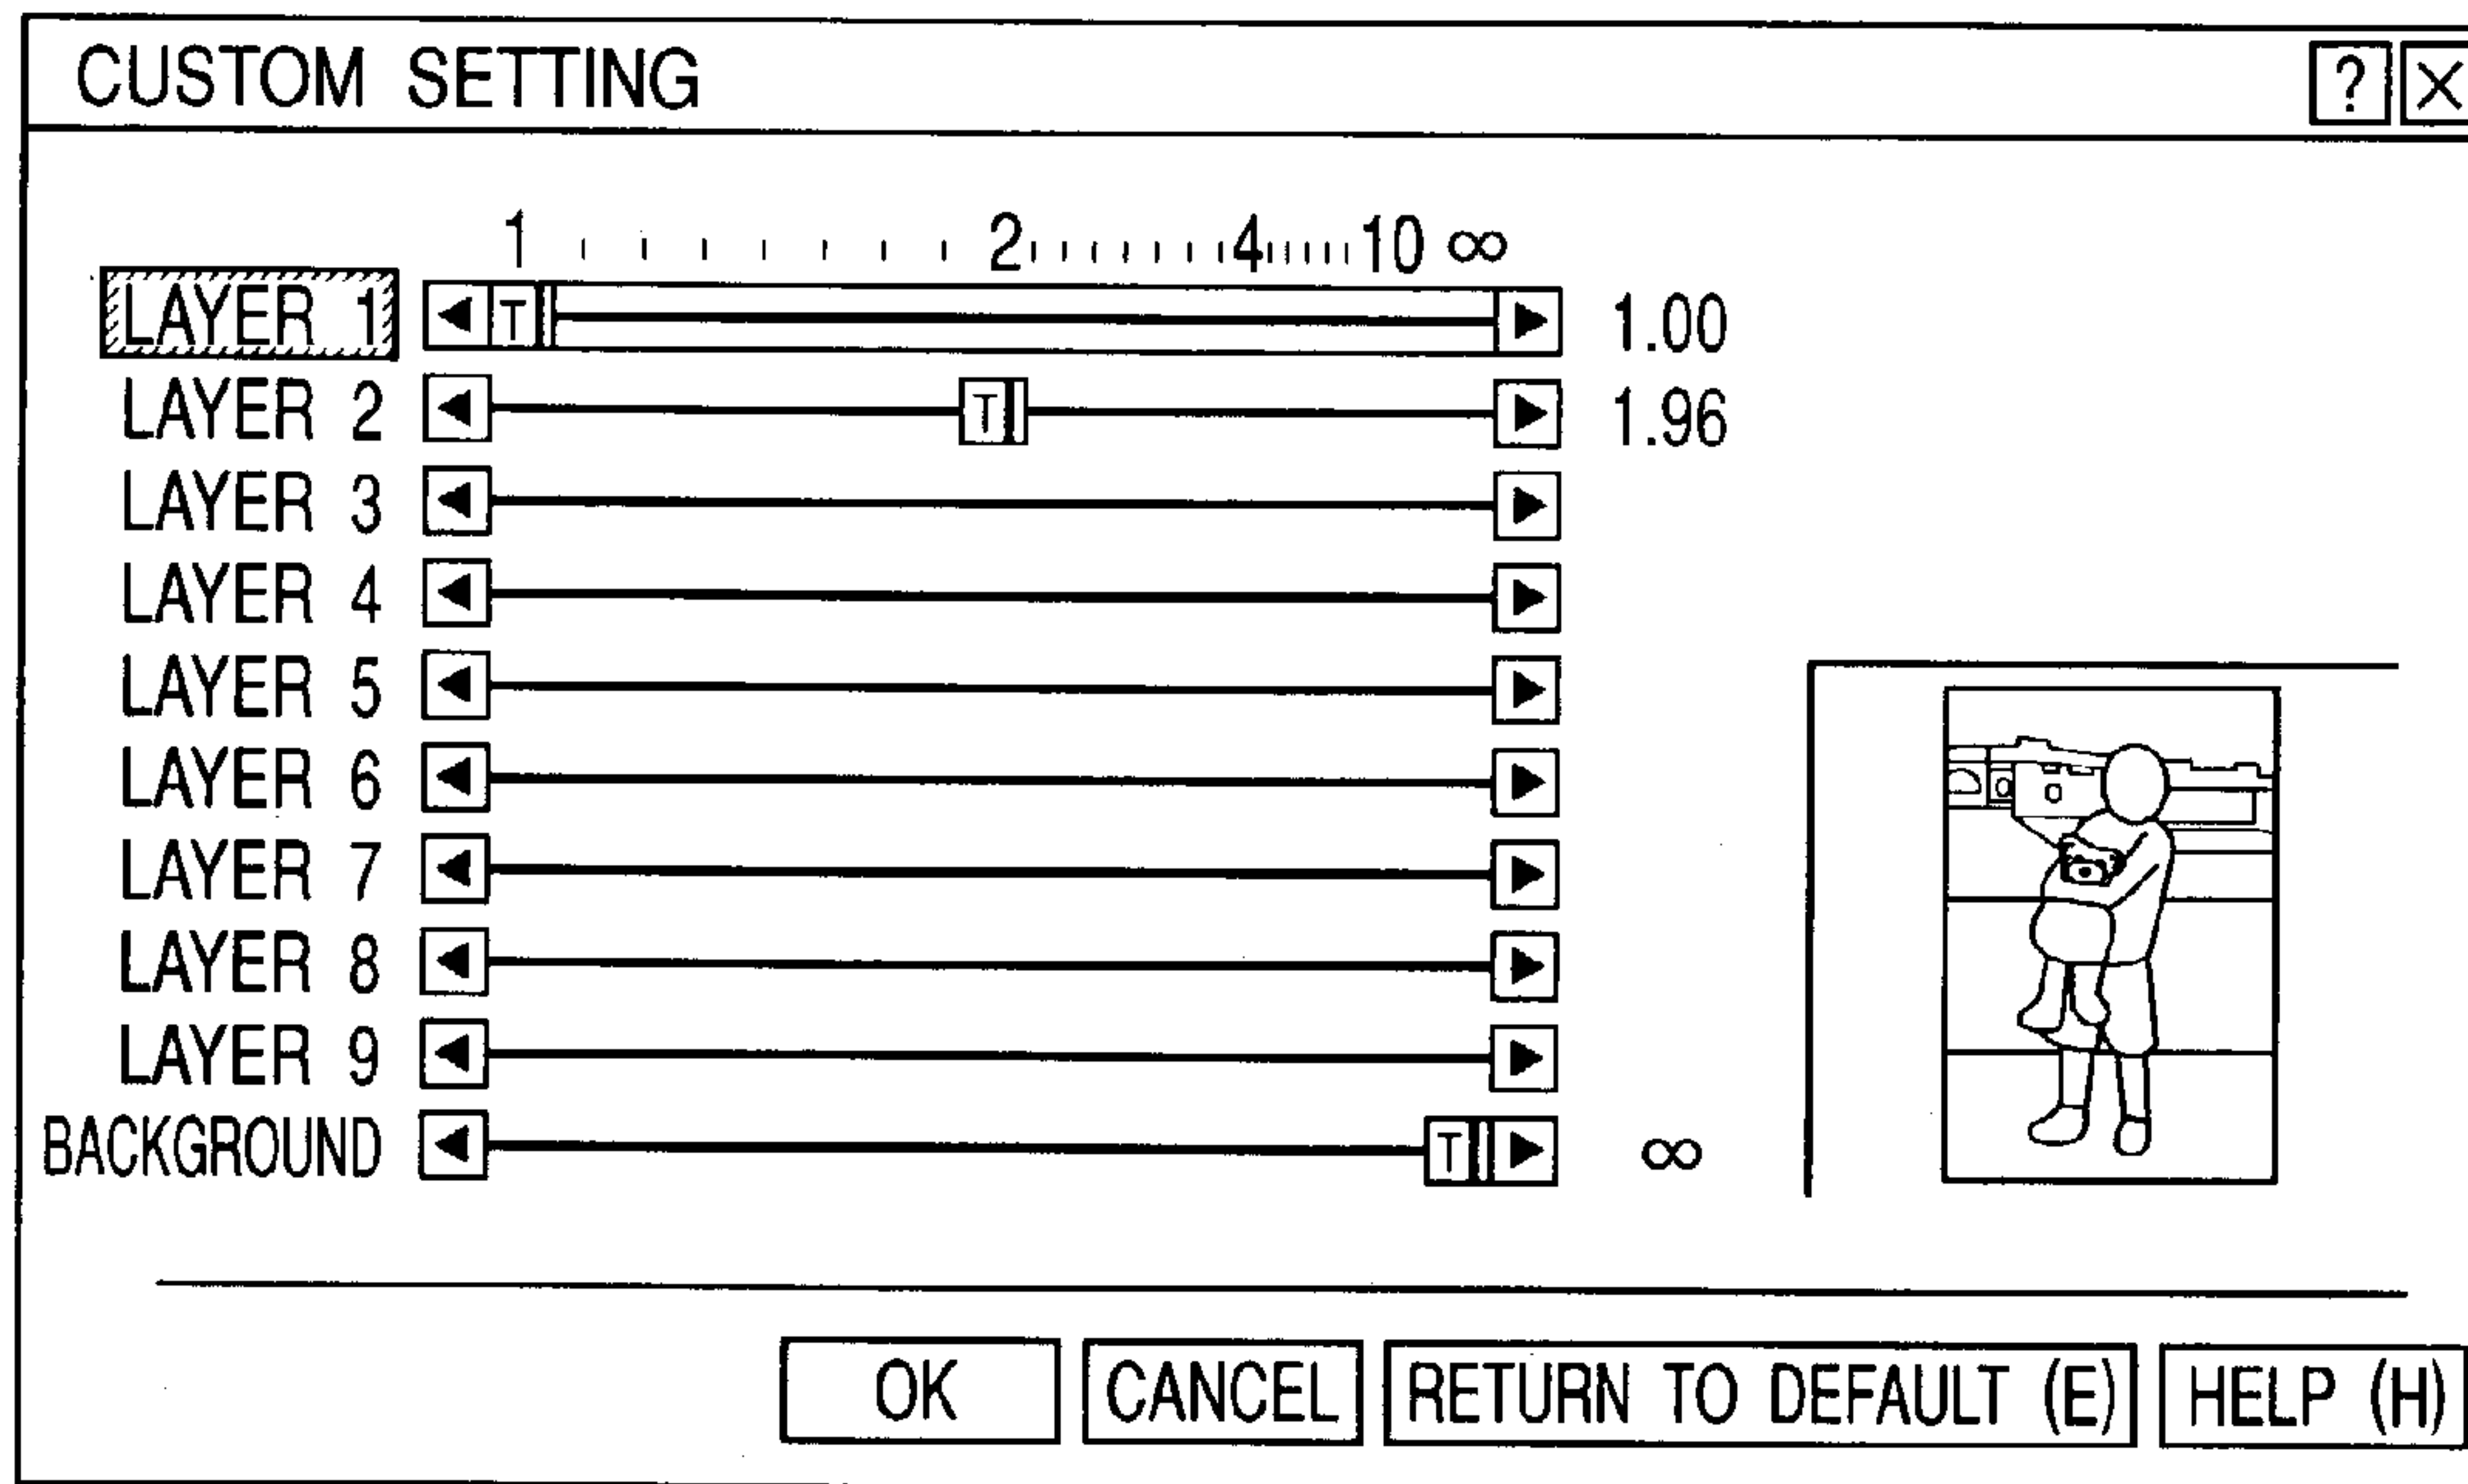 CUSTOM SETTING ? X
1 2 4 10 ∞
LAYER 1 T 1.00
LAYER 2 T 1.96
LAYER 3
LAYER 4
LAYER 5
LAYER 6
LAYER 7
LAYER 8
LAYER 9
BACKGROUND T ∞
OK CANCEL RETURN TO DEFAULT (E) HELP (H)